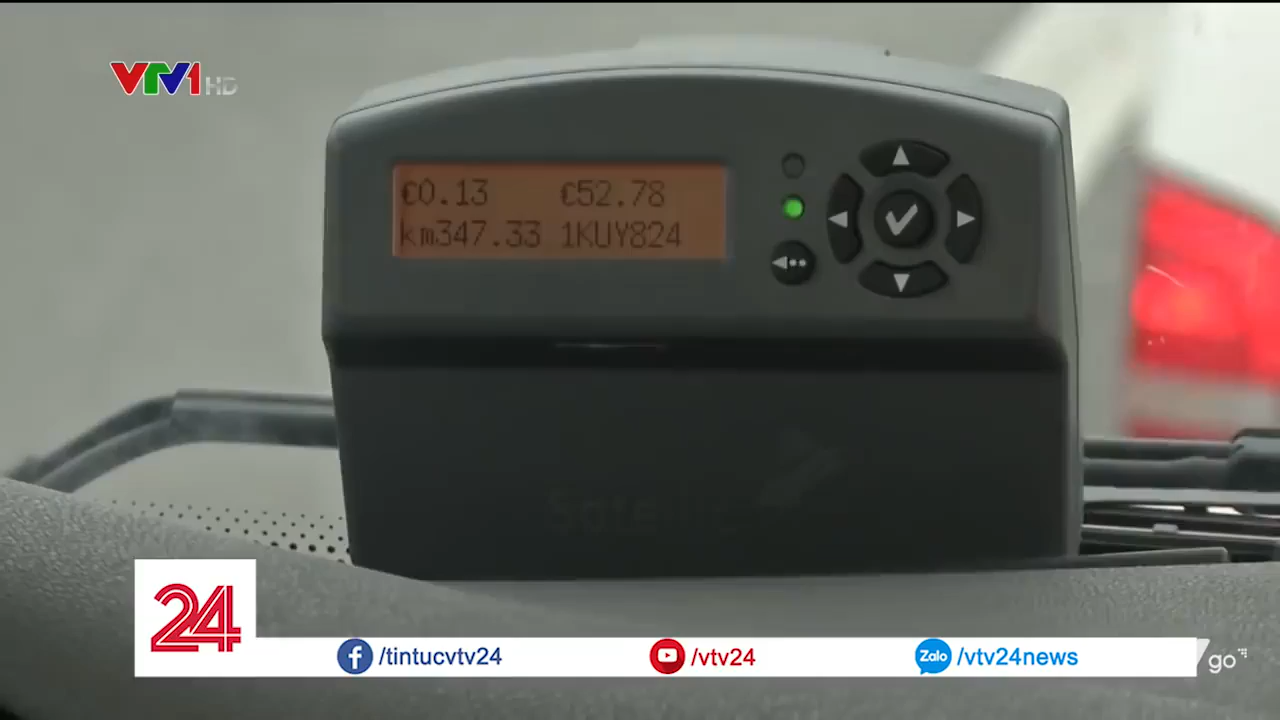 VTV1 HD
€0.13 €52.78
km347.33 1KUY824
24
/tintucvtv24
/vtv24
Zalo /vtv24news
go